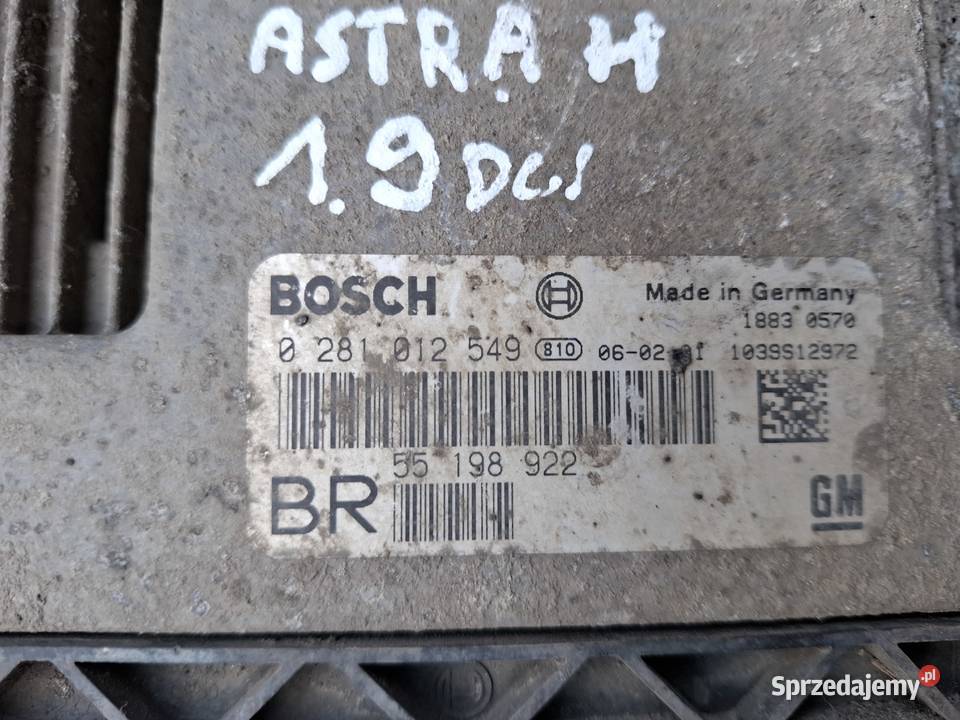 ASTRA H
1.9 DCI
BOSCH
Made in Germany
1883 0570
0 281 012 549 810 06-02-01 1039S12972
55 198 922
BR
GM
Sprzedajemy.pl